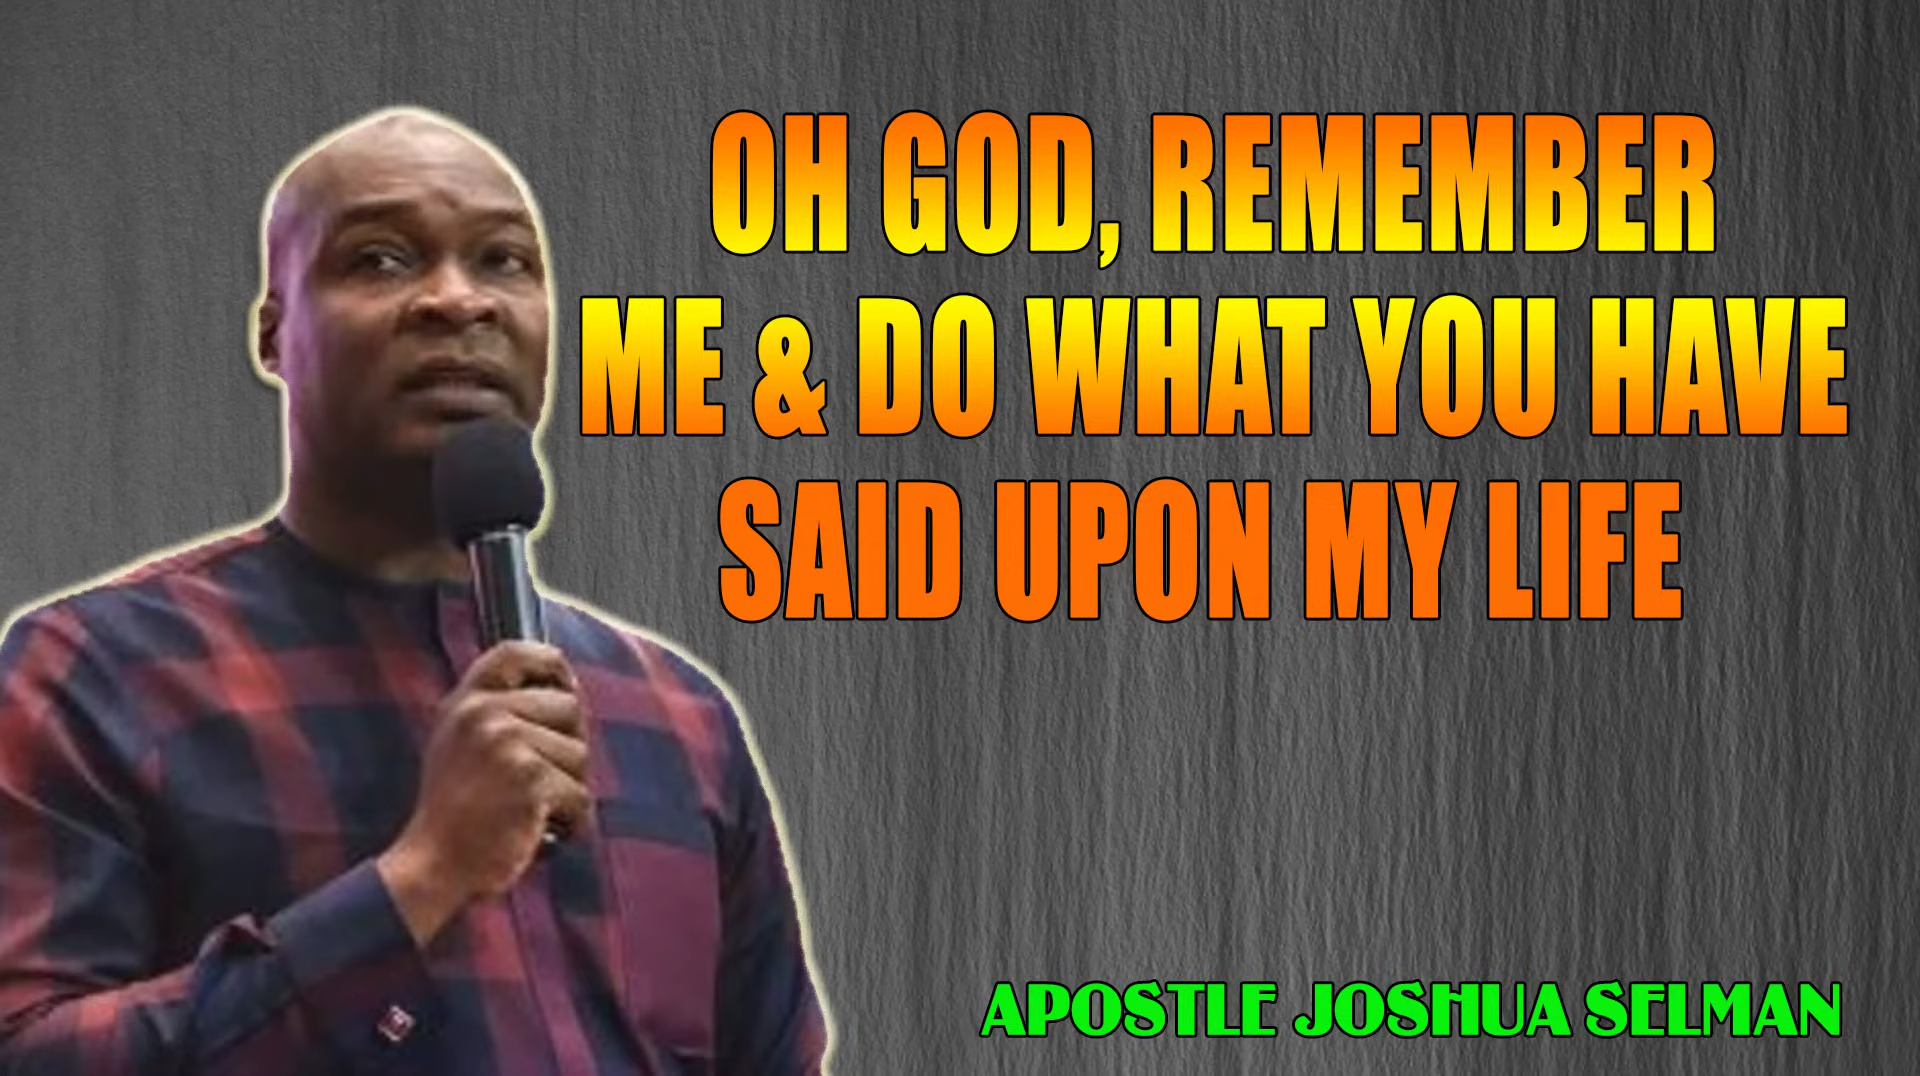 OH GOD, REMEMBER
ME & DO WHAT YOU HAVE
SAID UPON MY LIFE
APOSTLE JOSHUA SELMAN